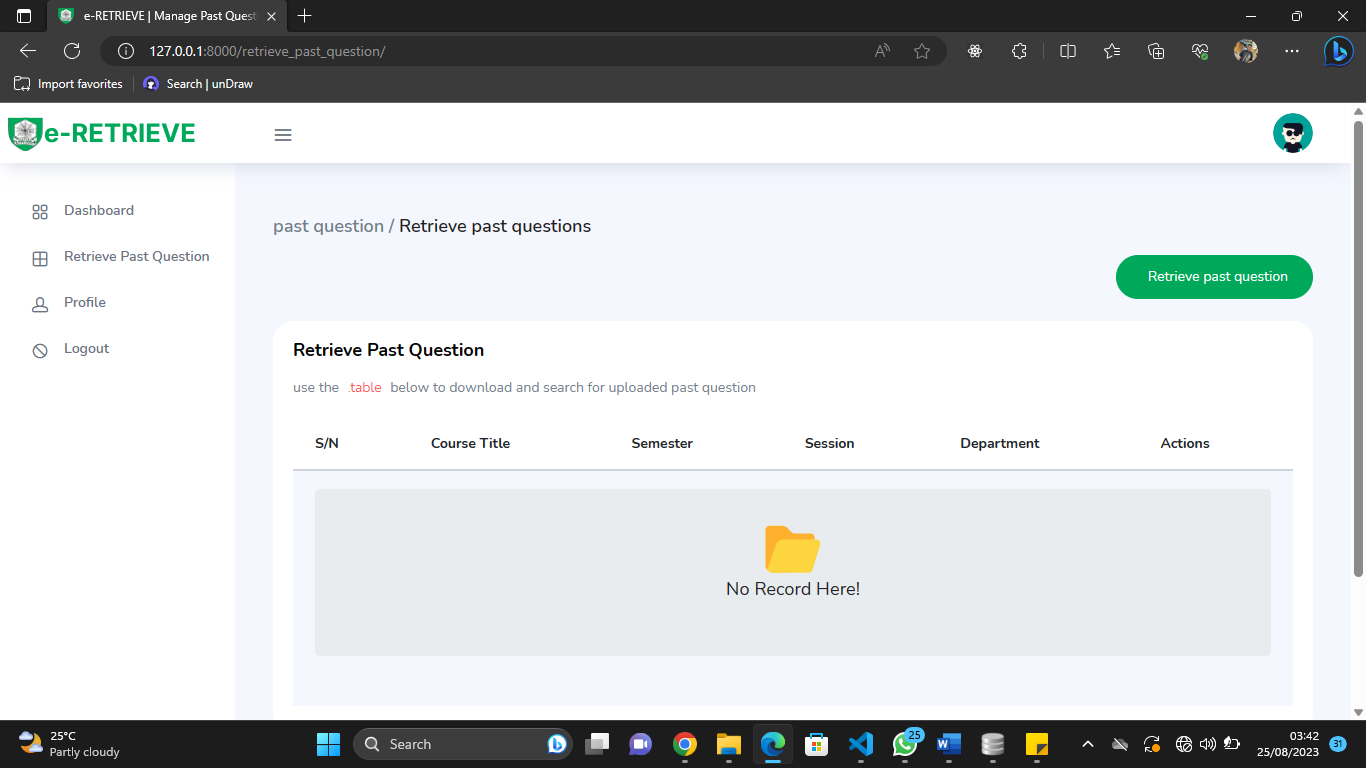 e-RETRIEVE | Manage Past Quest
127.0.0.1:8000/retrieve_past_question/
Import favorites
Search | unDraw
e-RETRIEVE
Dashboard
Retrieve Past Question
Profile
Logout
past question / Retrieve past questions
Retrieve past question
Retrieve Past Question
use the .table below to download and search for uploaded past question
S/N Course Title Semester Session Department Actions
No Record Here!
25°C
Partly cloudy
Search
25
03:42
25/08/2023
31